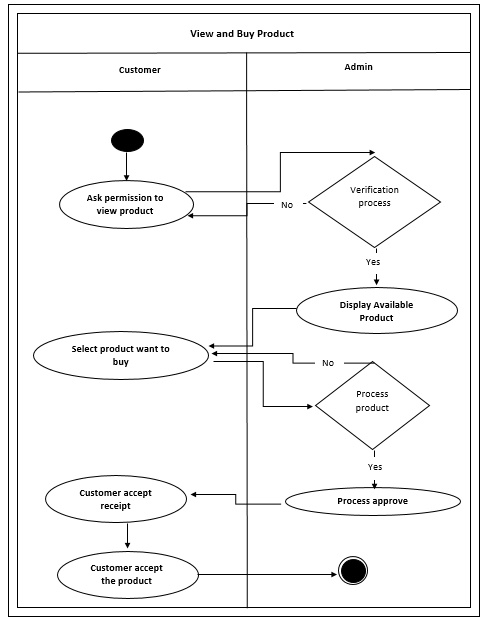 View and Buy Product
Customer
Admin
Ask permission to
view product
Verification
process
No
Yes
Display Available
Product
Select product want to
buy
No
Process
product
Yes
Customer accept
receipt
Process approve
Customer accept
the product